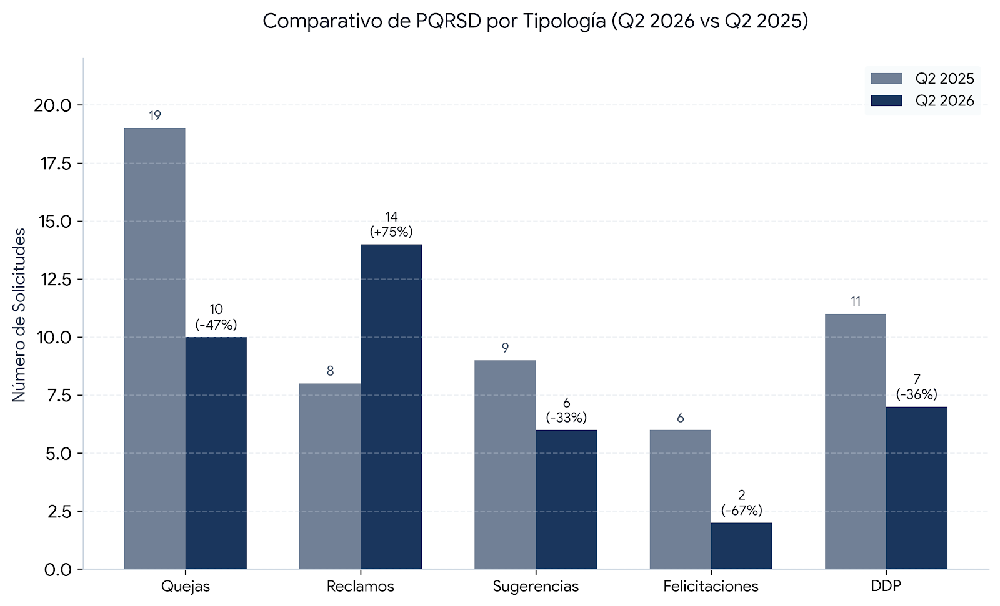 Comparativo de PQRSD por Tipología (Q2 2026 vs Q2 2025)
Q2 2025
Q2 2026
Número de Solicitudes
20.0
17.5
15.0
12.5
10.0
7.5
5.0
2.5
0.0
19
10
(-47%)
8
14
(+75%)
9
6
(-33%)
6
2
(-67%)
11
7
(-36%)
Quejas
Reclamos
Sugerencias
Felicitaciones
DDP